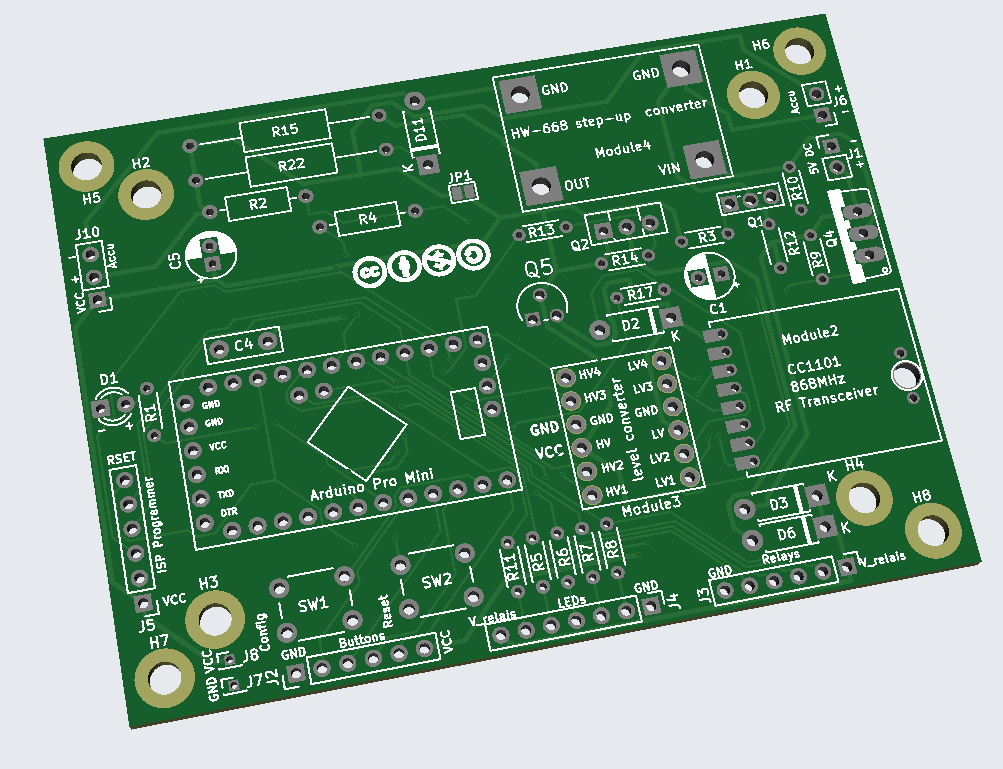 H6
H1
GND
GND
HW-668 step-up converter
Module4
VIN
OUT
Accu
+
J6
-
5V DC
J1
+
R15
D11
K
R22
R2
R4
JP1
H2
H5
J10
Accu
-
+
VCC
C5
+
cc
R13
Q2
R14
R3
Q1
R10
R12
R9
Q4
Q5
R17
D2
K
C1
+
C4
D1
-
+
R1
GND
GND
VCC
RXI
TXD
DTR
Arduino Pro Mini
HV4
HV3
GND
HV
HV2
HV1
GND
VCC
level converter
LV4
LV3
GND
LV
LV2
LV1
Module3
Module2
CC1101
868MHz
RF Transceiver
RSET
ISP Programmer
VCC
J5
H3
H7
H4
H8
D3
K
D6
K
Relays
GND
J3
V_relais
R11
R5
R6
R7
R8
SW1
Config
SW2
Reset
V_relais
LEDs
GND
J4
VCC
J8
GND
J7
J2
GND
Buttons
VCC